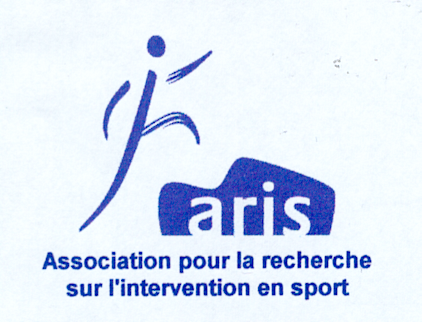 aris
Association pour la recherche
sur l'intervention en sport